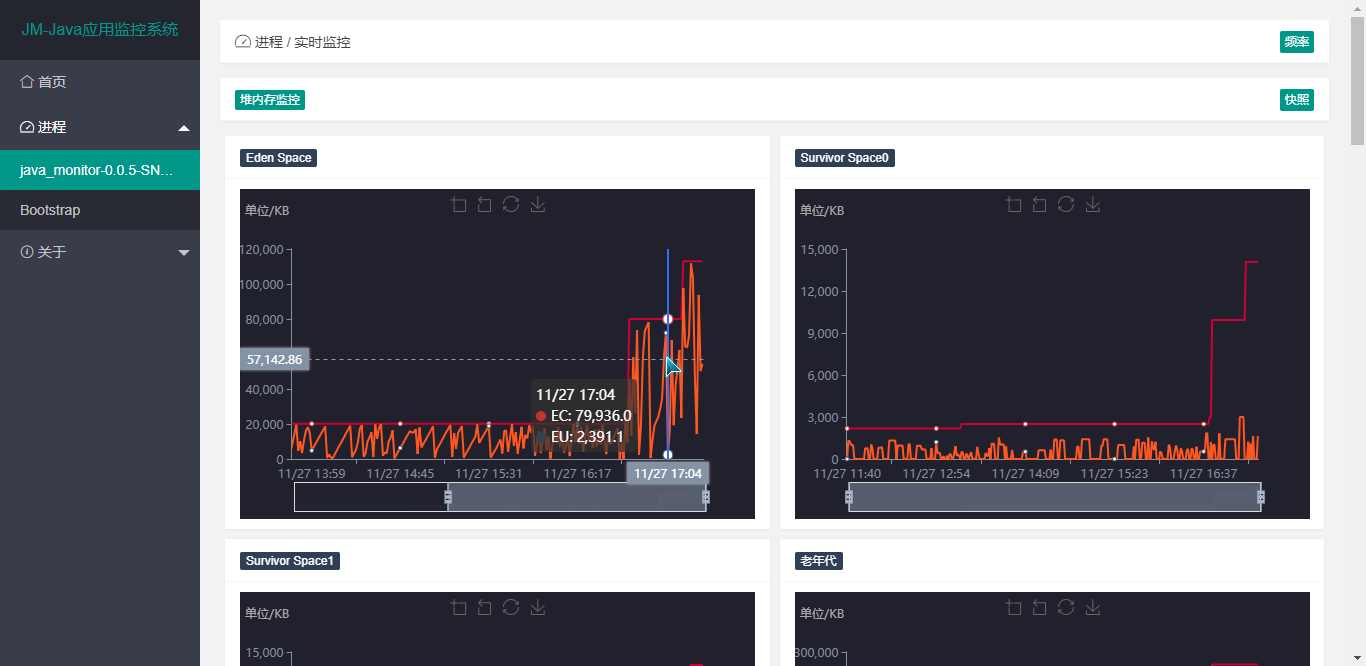 JM-Java应用监控系统
首页
进程
java_monitor-0.0.5-SN...
Bootstrap
关于
进程 / 实时监控
频率
堆内存监控
快照
Eden Space
单位/KB
120,000
100,000
80,000
57,142.86
40,000
20,000
0
11/27 17:04
EC: 79,936.0
EU: 2,391.1
11/27 13:59
11/27 14:45
11/27 15:31
11/27 16:17
11/27 17:04
Survivor Space0
单位/KB
15,000
12,000
9,000
6,000
3,000
0
11/27 11:40
11/27 12:54
11/27 14:09
11/27 15:23
11/27 16:37
Survivor Space1
单位/KB
15,000
老年代
单位/KB
300,000